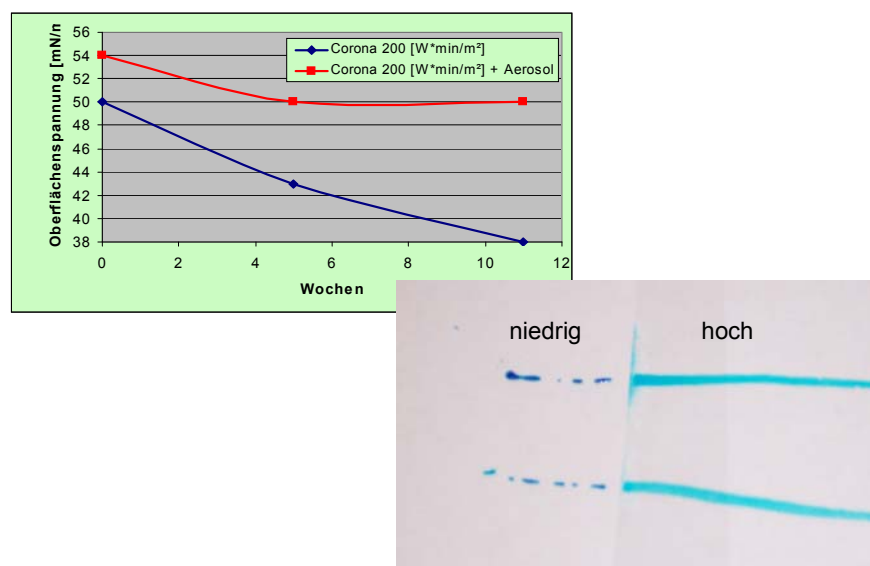 Oberflächenspannung [mN/n
56
54
52
50
48
46
44
42
40
38
Corona 200 [W*min/m²]
Corona 200 [W*min/m²] + Aerosol
0 2 4 6 8 10 12
Wochen
niedrig hoch